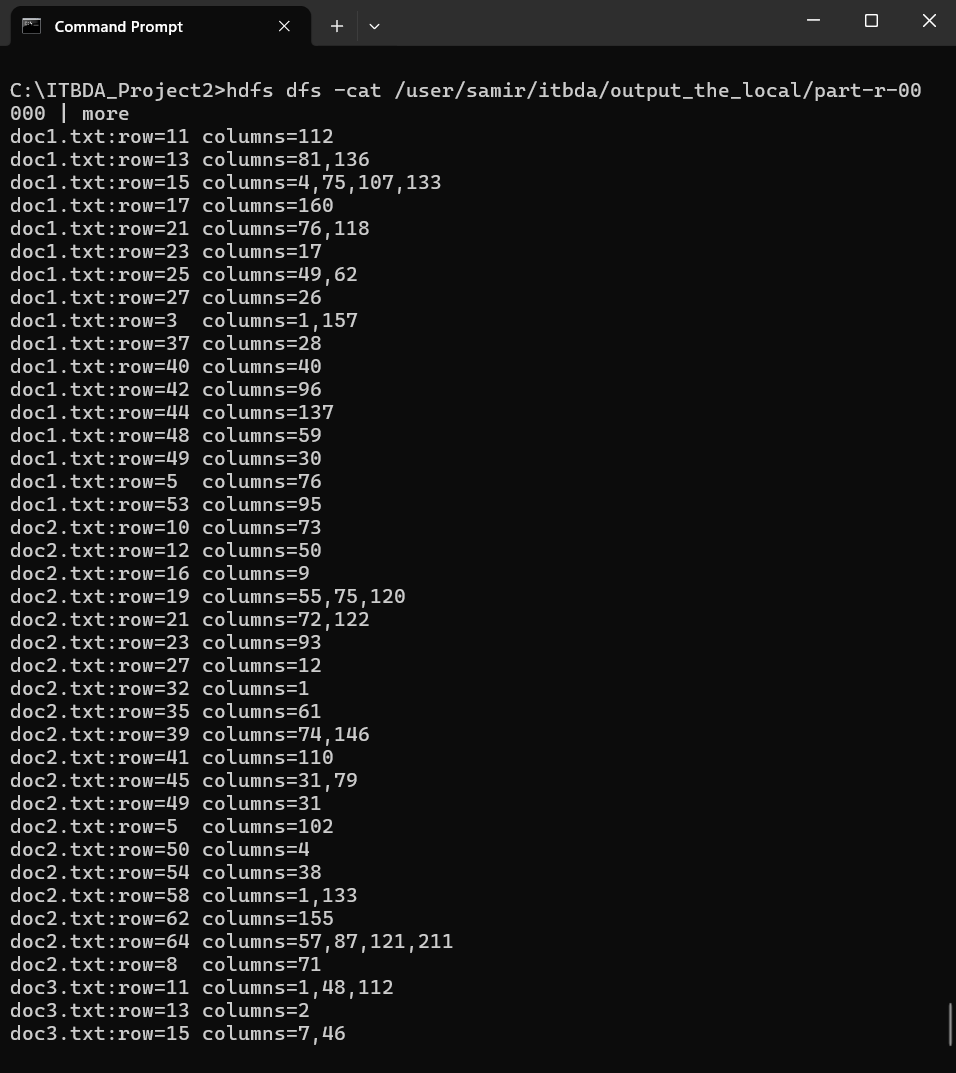 Command Prompt
C:\ITBDA_Project2>hdfs dfs -cat /user/samir/itbda/output_the_local/part-r-00
000 | more
doc1.txt:row=11 columns=112
doc1.txt:row=13 columns=81,136
doc1.txt:row=15 columns=4,75,107,133
doc1.txt:row=17 columns=160
doc1.txt:row=21 columns=76,118
doc1.txt:row=23 columns=17
doc1.txt:row=25 columns=49,62
doc1.txt:row=27 columns=26
doc1.txt:row=3  columns=1,157
doc1.txt:row=37 columns=28
doc1.txt:row=40 columns=40
doc1.txt:row=42 columns=96
doc1.txt:row=44 columns=137
doc1.txt:row=48 columns=59
doc1.txt:row=49 columns=30
doc1.txt:row=5  columns=76
doc1.txt:row=53 columns=95
doc2.txt:row=10 columns=73
doc2.txt:row=12 columns=50
doc2.txt:row=16 columns=9
doc2.txt:row=19 columns=55,75,120
doc2.txt:row=21 columns=72,122
doc2.txt:row=23 columns=93
doc2.txt:row=27 columns=12
doc2.txt:row=32 columns=1
doc2.txt:row=35 columns=61
doc2.txt:row=39 columns=74,146
doc2.txt:row=41 columns=110
doc2.txt:row=45 columns=31,79
doc2.txt:row=49 columns=31
doc2.txt:row=5  columns=102
doc2.txt:row=50 columns=4
doc2.txt:row=54 columns=38
doc2.txt:row=58 columns=1,133
doc2.txt:row=62 columns=155
doc2.txt:row=64 columns=57,87,121,211
doc2.txt:row=8  columns=71
doc3.txt:row=11 columns=1,48,112
doc3.txt:row=13 columns=2
doc3.txt:row=15 columns=7,46